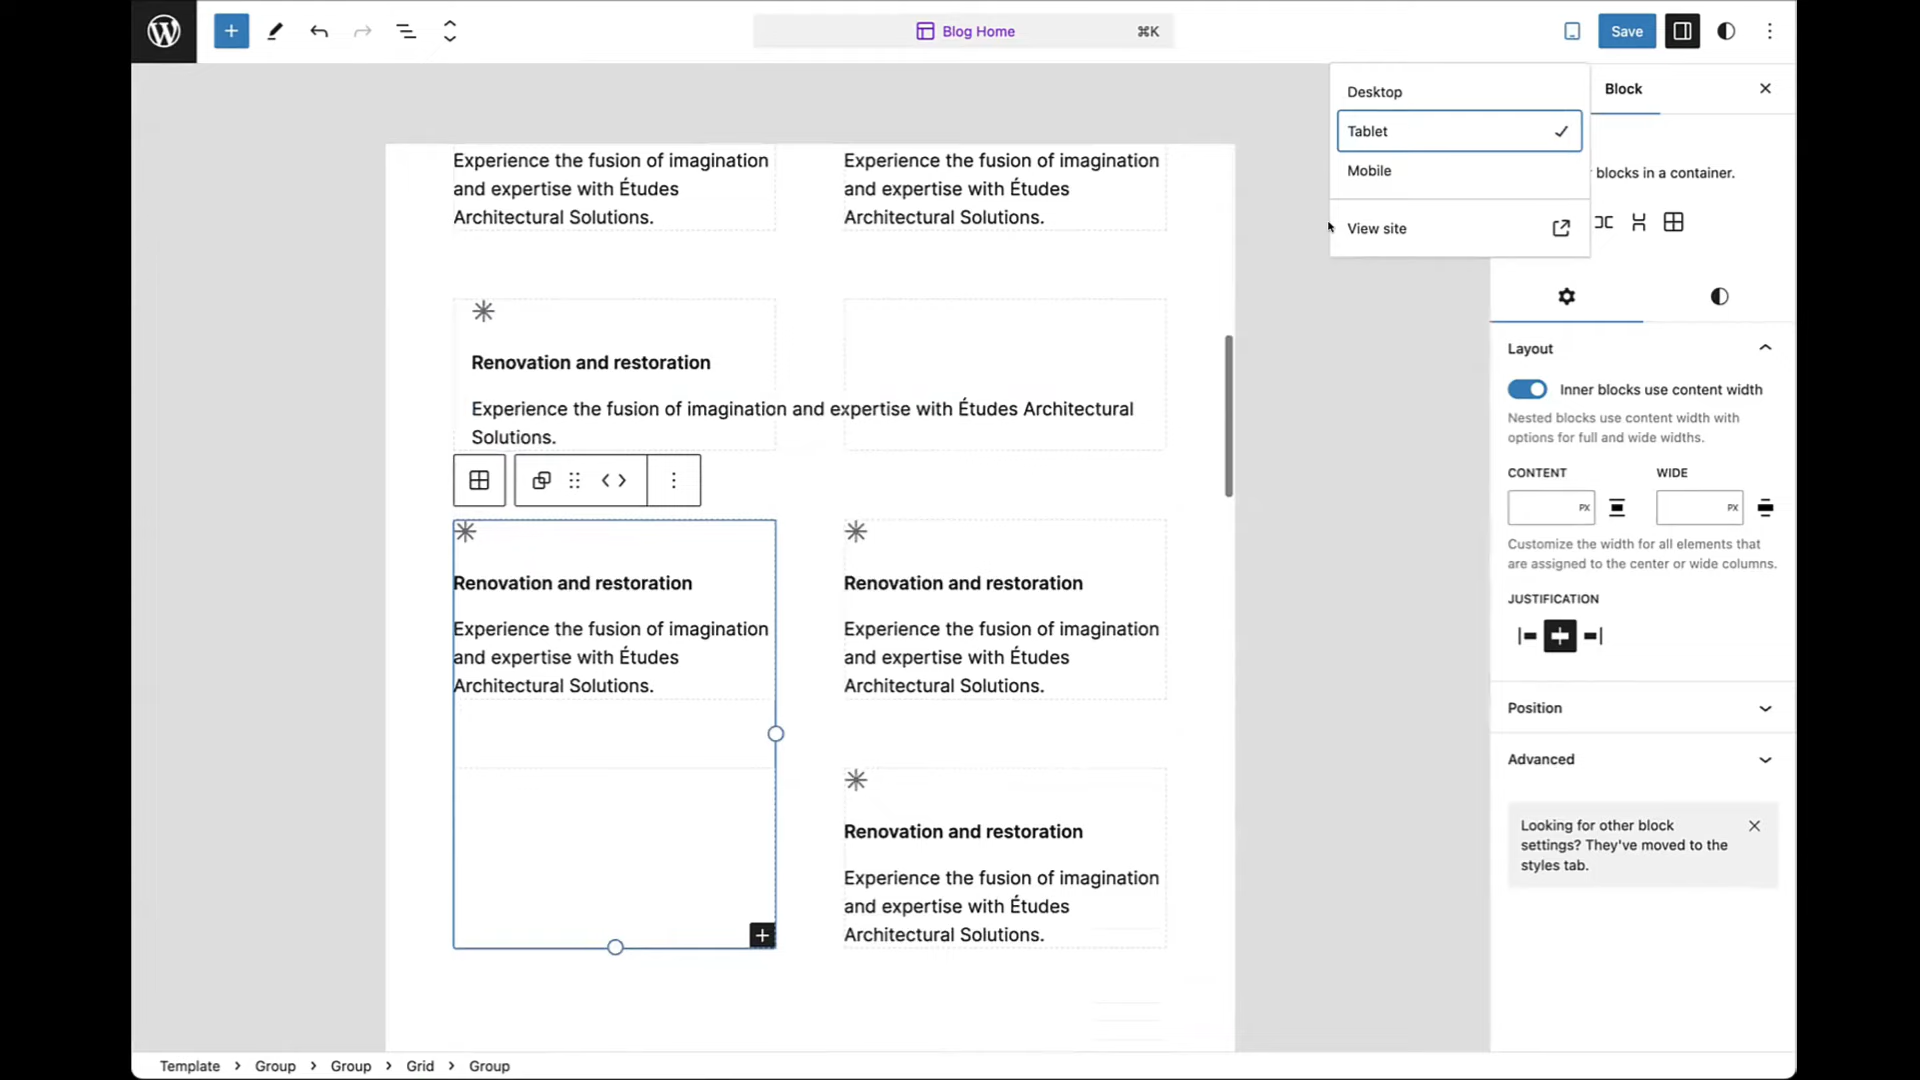 Blog Home
⌘K
Save
Desktop
Tablet
Mobile
View site
Block
blocks in a container.
Experience the fusion of imagination
and expertise with Études
Architectural Solutions.
Experience the fusion of imagination
and expertise with Études
Architectural Solutions.
Renovation and restoration
Experience the fusion of imagination and expertise with Études Architectural
Solutions.
Renovation and restoration
Experience the fusion of imagination
and expertise with Études
Architectural Solutions.
Renovation and restoration
Experience the fusion of imagination
and expertise with Études
Architectural Solutions.
Renovation and restoration
Experience the fusion of imagination
and expertise with Études
Architectural Solutions.
Layout
Inner blocks use content width
Nested blocks use content width with
options for full and wide widths.
CONTENT WIDE
PX PX
Customize the width for all elements that
are assigned to the center or wide columns.
JUSTIFICATION
Position
Advanced
Looking for other block
settings? They've moved to the
styles tab.
Template > Group > Group > Grid > Group